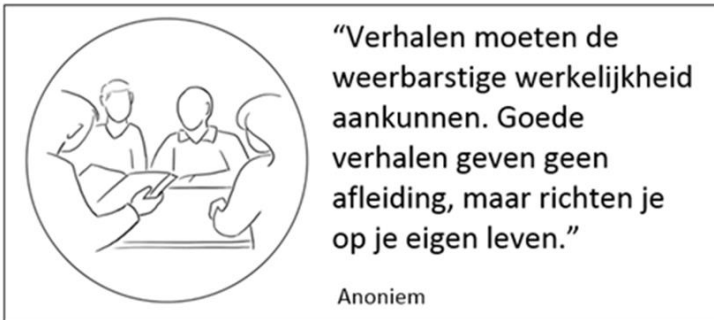 “Verhalen moeten de
weerbarstige werkelijkheid
aankunnen. Goede
verhalen geven geen
afleiding, maar richten je
op je eigen leven.”
Anoniem